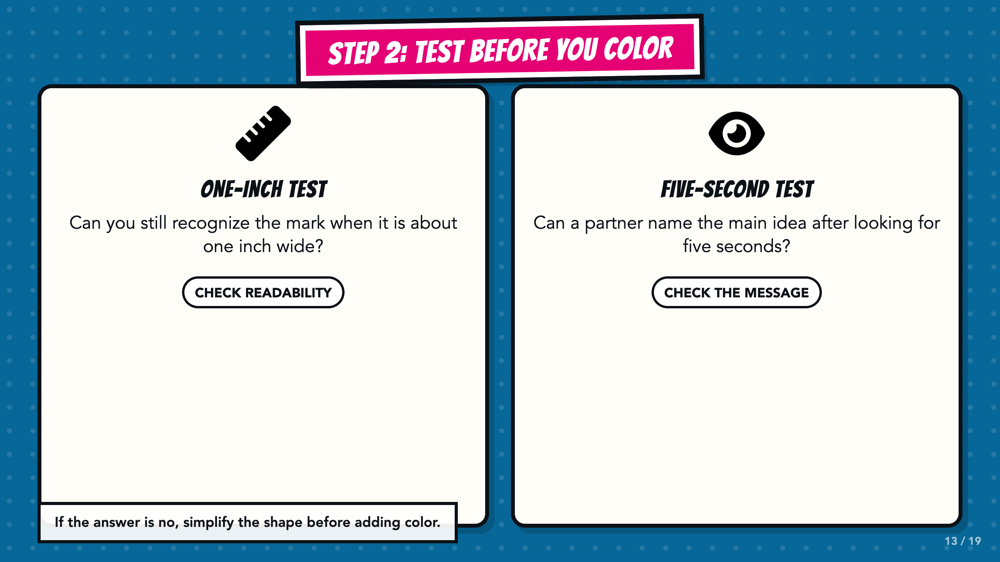 STEP 2: TEST BEFORE YOU COLOR
ONE-INCH TEST
Can you still recognize the mark when it is about
one inch wide?
CHECK READABILITY
FIVE-SECOND TEST
Can a partner name the main idea after looking for
five seconds?
CHECK THE MESSAGE
If the answer is no, simplify the shape before adding color.
13 / 19